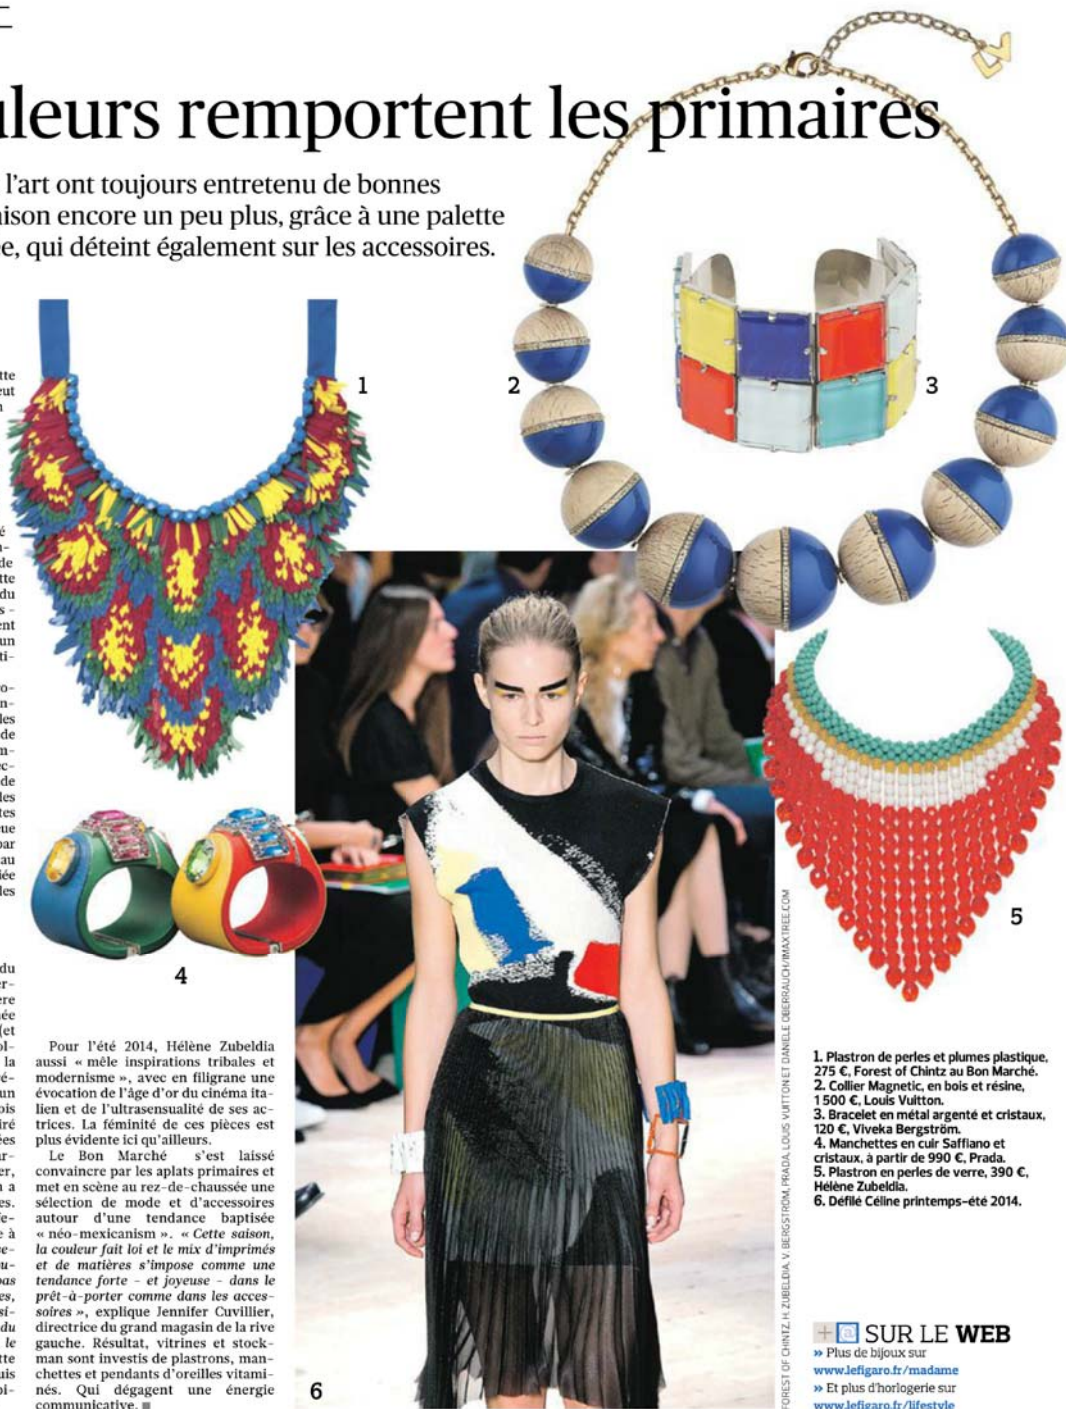 uleurs remportent les primaires
l'art ont toujours entretenu de bonnes
aison encore un peu plus, grâce à une palette
e, qui déteint également sur les accessoires.
1
2
3
4
5
6
Pour l'été 2014, Hélène Zubeldia
aussi « mêle inspirations tribales et
modernisme », avec en filigrane une
évocation de l'âge d'or du cinéma ita-
lien et de l'ultrasensualité de ses ac-
trices. La féminité de ces pièces est
plus évidente ici qu'ailleurs.
Le Bon Marché s'est laissé
convaincre par les aplats primaires et
met en scène au rez-de-chaussée une
sélection de mode et d'accessoires
autour d'une tendance baptisée
« néo-mexicanism ». « Cette saison,
la couleur fait loi et le mix d'imprimés
et de matières s'impose comme une
tendance forte - et joyeuse - dans le
prêt-à-porter comme dans les acces-
soires », explique Jennifer Cuvillier,
directrice du grand magasin de la rive
gauche. Résultat, vitrines et stock-
man sont investis de plastrons, man-
chettes et pendants d'oreilles vitami-
nés. Qui dégagent une énergie
communicative. ■
FOREST OF CHINTZ, H. ZUBELDIA, V. BERGSTRÖM, PRADA, LOUIS VUITTON ET DANIELE OBERRAUCH/IMAXTREE.COM
1. Plastron de perles et plumes plastique,
275 €, Forest of Chintz au Bon Marché.
2. Collier Magnetic, en bois et résine,
1 500 €, Louis Vuitton.
3. Bracelet en métal argenté et cristaux,
120 €, Viveka Bergström.
4. Manchettes en cuir Saffiano et
cristaux, à partir de 990 €, Prada.
5. Plastron en perles de verre, 390 €,
Hélène Zubeldia.
6. Défilé Céline printemps-été 2014.
+@ SUR LE WEB
» Plus de bijoux sur
www.lefigaro.fr/madame
» Et plus d'horlogerie sur
www.lefigaro.fr/lifestyle